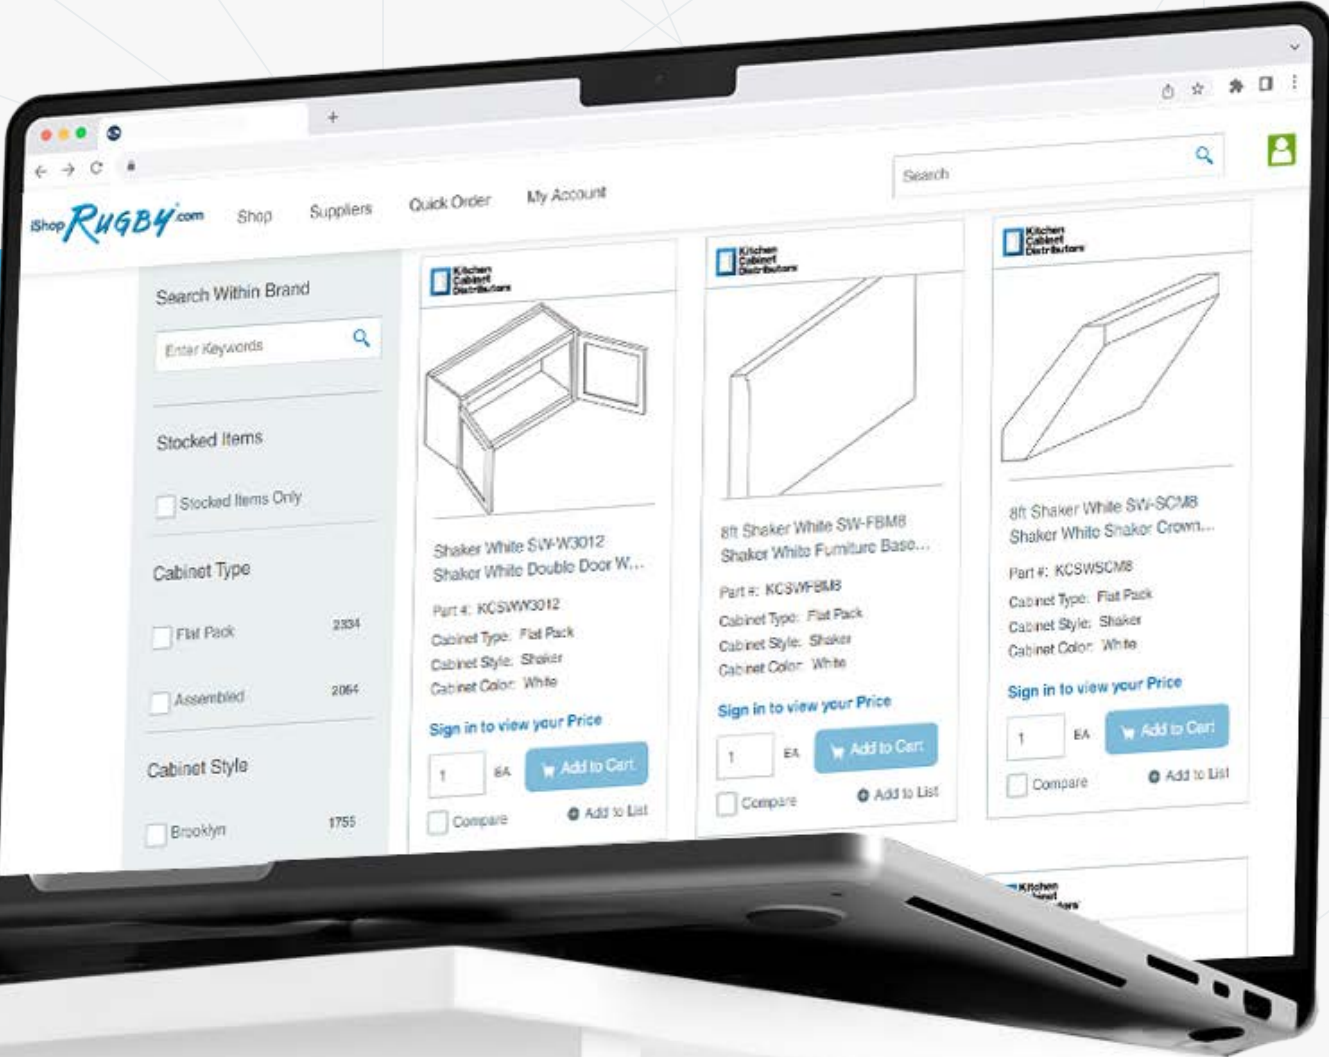 iShop RUGBY.com
Shop
Suppliers
Quick Order
My Account
Search
Search Within Brand
Enter Keywords
Stocked Items
Stocked Items Only
Cabinet Type
Flat Pack 2334
Assembled 2064
Cabinet Style
Brooklyn 1755
Kitchen
Cabinet
Distributors
Shaker White SW-W3012
Shaker White Double Door W...
Part #: KCSWW3012
Cabinet Type: Flat Pack
Cabinet Style: Shaker
Cabinet Color: White
Sign in to view your Price
1 EA Add to Cart
Compare Add to List
Kitchen
Cabinet
Distributors
8ft Shaker White SW-FBM8
Shaker White Furniture Base...
Part #: KCSWFBM8
Cabinet Type: Flat Pack
Cabinet Style: Shaker
Cabinet Color: White
Sign in to view your Price
1 EA Add to Cart
Compare Add to List
Kitchen
Cabinet
Distributors
8ft Shaker White SW-SCM8
Shaker White Shaker Crown...
Part #: KCSWSCM8
Cabinet Type: Flat Pack
Cabinet Style: Shaker
Cabinet Color: White
Sign in to view your Price
1 EA Add to Cart
Compare Add to List
Kitchen